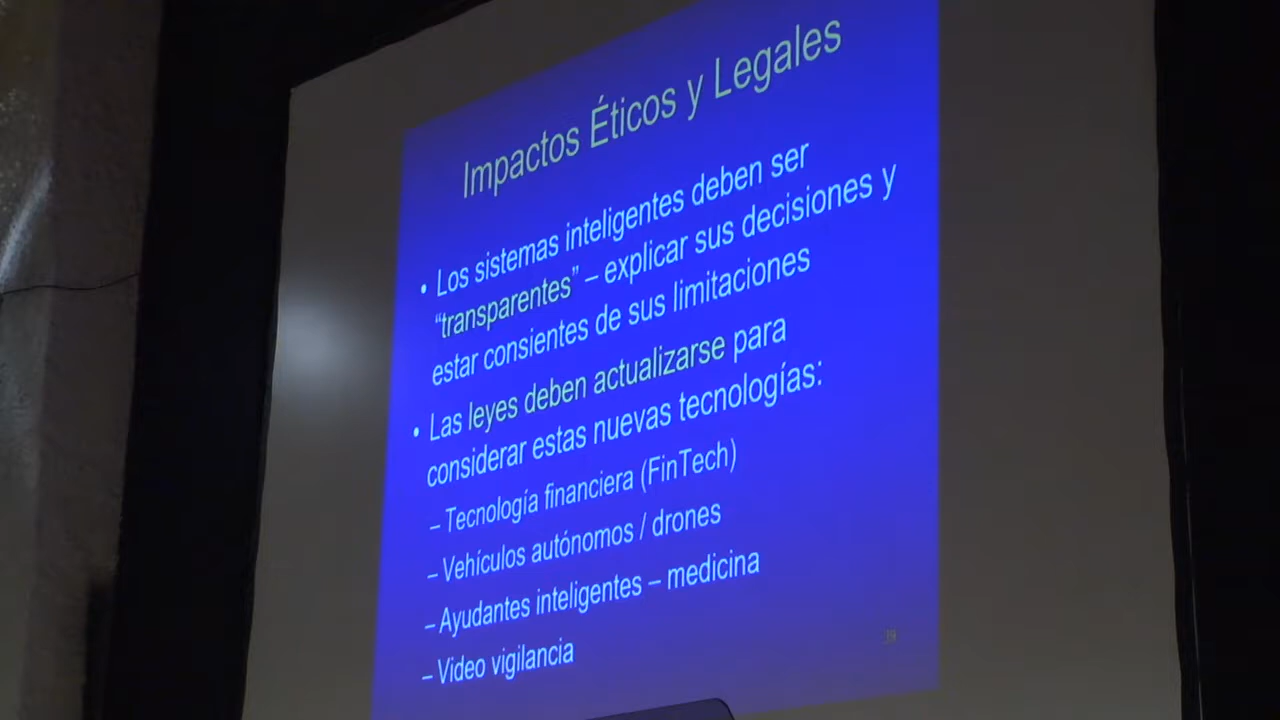 Impactos Éticos y Legales
• Los sistemas inteligentes deben ser
“transparentes” – explicar sus decisiones y
estar consientes de sus limitaciones
• Las leyes deben actualizarse para
considerar estas nuevas tecnologías:
– Tecnología financiera (FinTech)
– Vehículos autónomos / drones
– Ayudantes inteligentes – medicina
– Video vigilancia
19